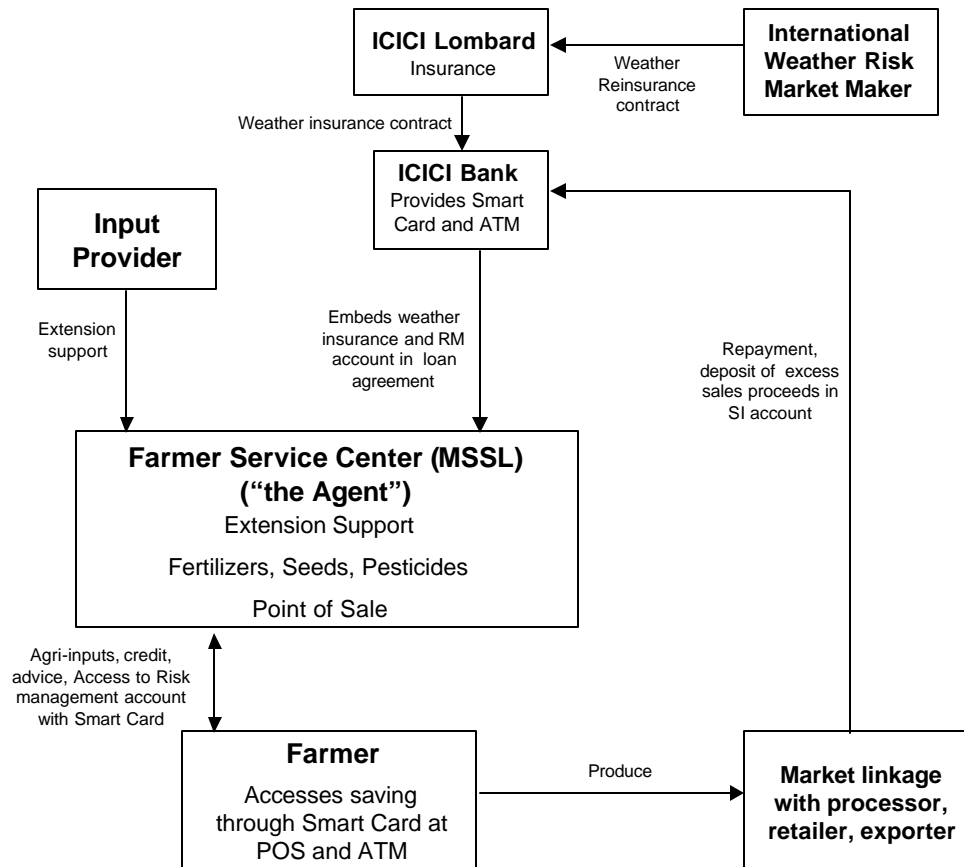 ICICI Lombard
Insurance
International
Weather Risk
Market Maker
Weather
Reinsurance
contract
Weather insurance contract
ICICI Bank
Provides Smart
Card and ATM
Input
Provider
Extension
support
Embeds weather
insurance and RM
account in loan
agreement
Repayment,
deposit of excess
sales proceeds in
SI account
Farmer Service Center (MSSL)
(“the Agent”)
Extension Support
Fertilizers, Seeds, Pesticides
Point of Sale
Agri-inputs, credit,
advice, Access to Risk
management account
with Smart Card
Farmer
Accesses saving
through Smart Card at
POS and ATM
Produce
Market linkage
with processor,
retailer, exporter